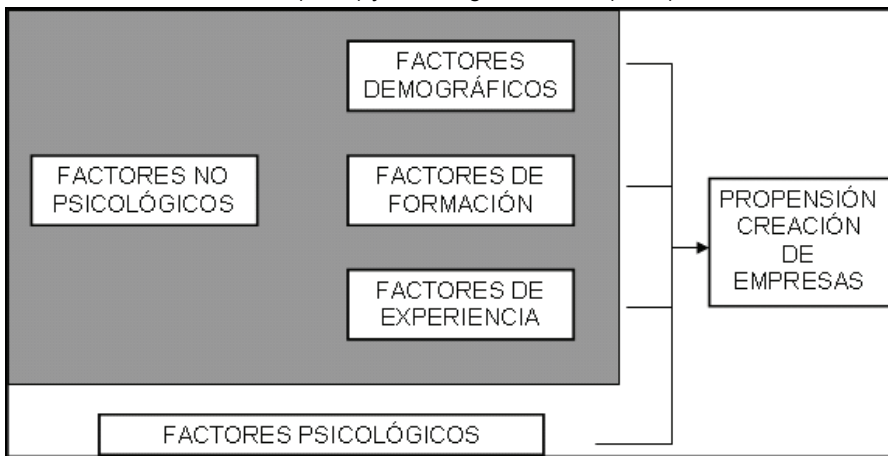 FACTORES
DEMOGRÁFICOS
FACTORES NO
PSICOLÓGICOS
FACTORES DE
FORMACIÓN
PROPENSIÓN
CREACIÓN
DE
EMPRESAS
FACTORES DE
EXPERIENCIA
FACTORES PSICOLÓGICOS